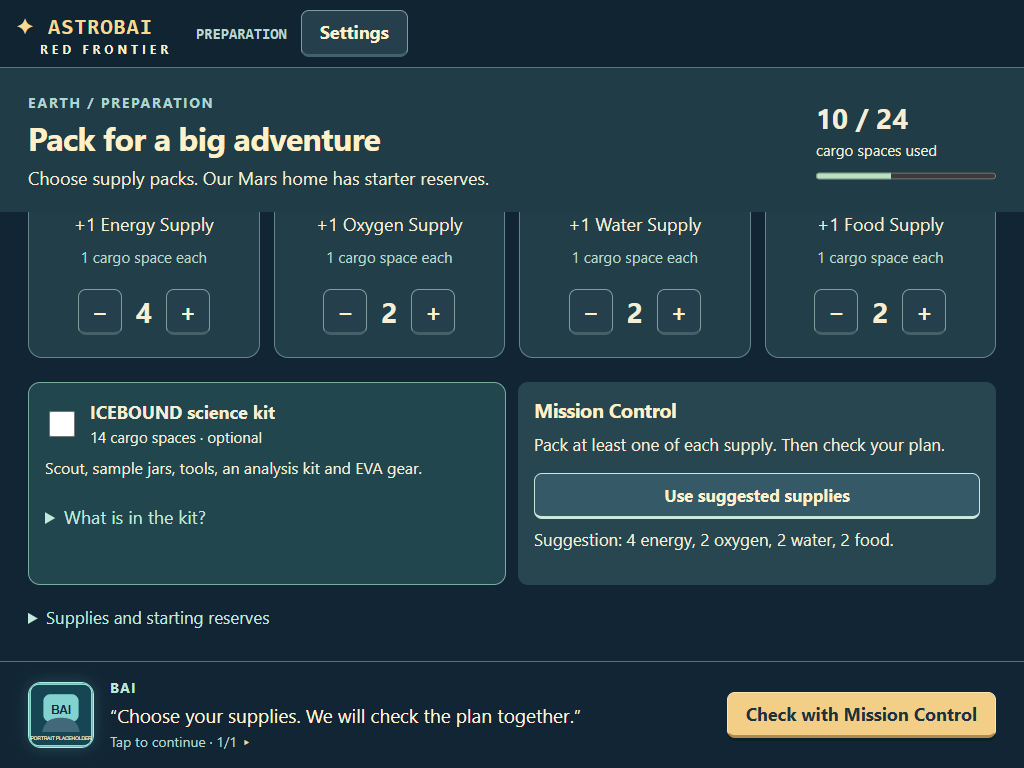 ✦ ASTROBAI
RED FRONTIER
PREPARATION
Settings
EARTH / PREPARATION
Pack for a big adventure
Choose supply packs. Our Mars home has starter reserves.
10 / 24
cargo spaces used
+1 Energy Supply
1 cargo space each
− 4 +
+1 Oxygen Supply
1 cargo space each
− 2 +
+1 Water Supply
1 cargo space each
− 2 +
+1 Food Supply
1 cargo space each
− 2 +
ICEBOUND science kit
14 cargo spaces · optional
Scout, sample jars, tools, an analysis kit and EVA gear.
▶ What is in the kit?
Mission Control
Pack at least one of each supply. Then check your plan.
Use suggested supplies
Suggestion: 4 energy, 2 oxygen, 2 water, 2 food.
▶ Supplies and starting reserves
BAI
PORTRAIT PLACEHOLDER
BAI
“Choose your supplies. We will check the plan together.”
Tap to continue · 1/1 ▸
Check with Mission Control